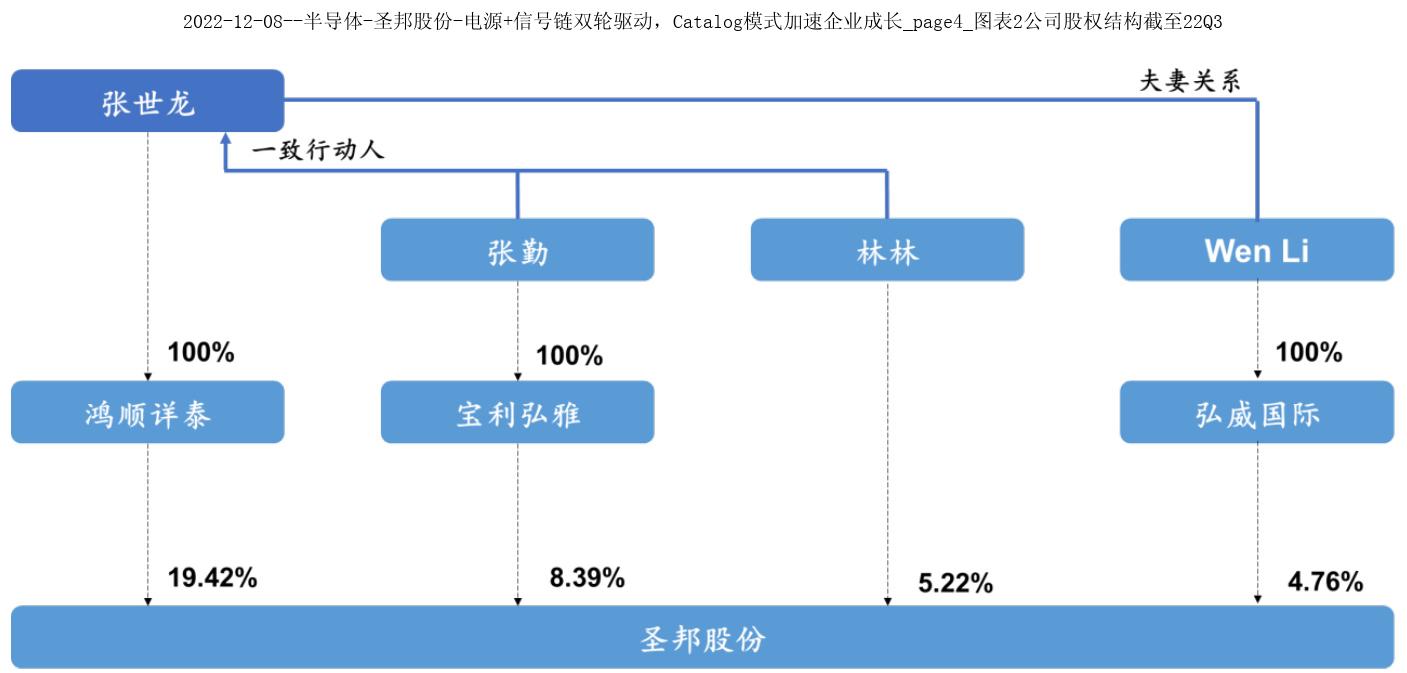 2022-12-08--半导体-圣邦股份-电源+信号链双轮驱动，Catalog模式加速企业成长_page4_图表2公司股权结构截至22Q3
夫妻关系
张世龙
一致行动人
张勤
林林
Wen Li
100%
100%
100%
鸿顺详泰
宝利弘雅
弘威国际
19.42%
8.39%
5.22%
4.76%
圣邦股份